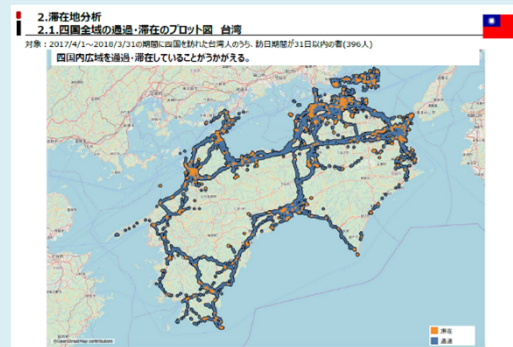 2.滞在地分析
2.1.四国全域の通過・滞在のプロット図 台湾
対象：2017/4/1～2018/3/31の期間に四国を訪れた台湾人のうち、訪日期間が31日以内の者(396人)
四国内広域を通過・滞在していることがうかがえる。
滞在
通過
©OpenStreetMap contributors